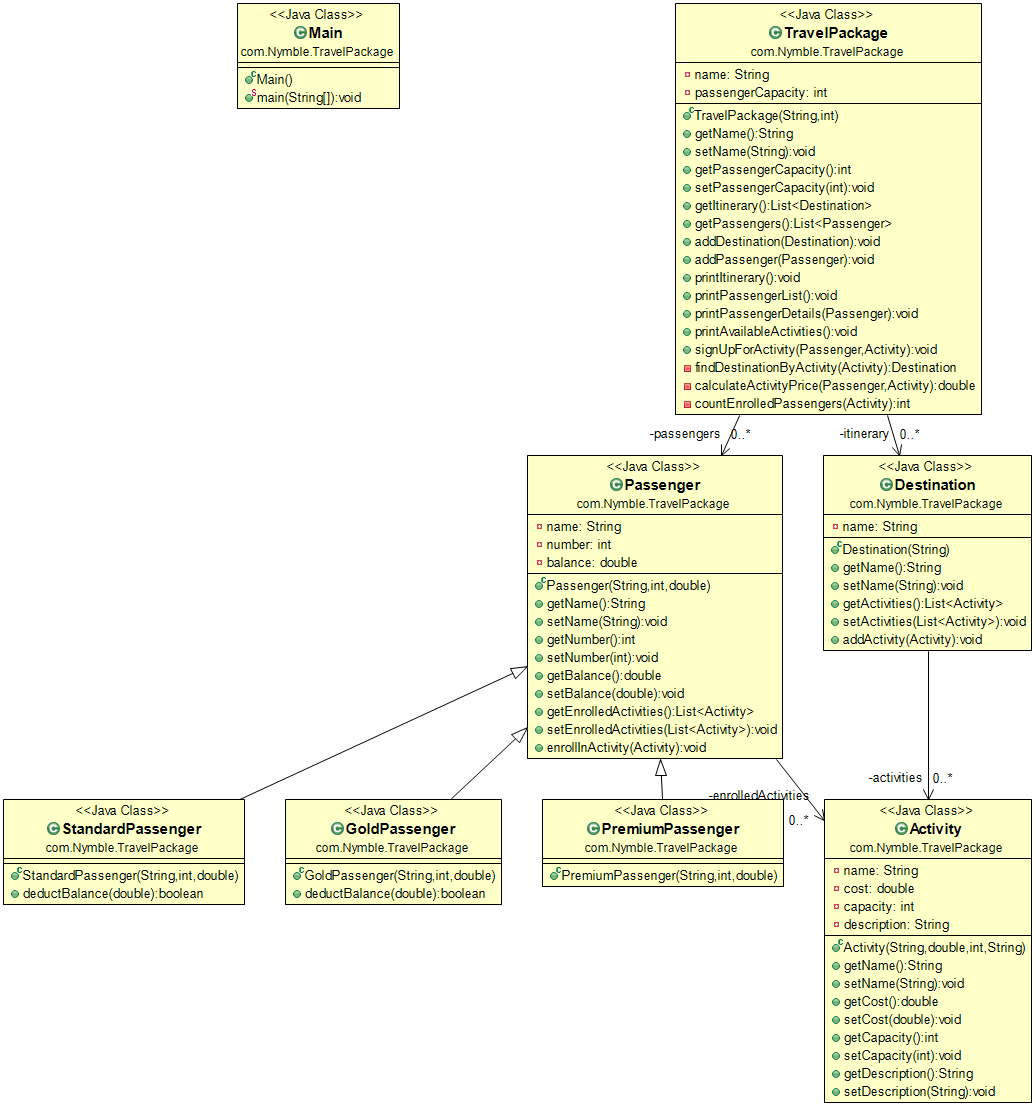 <<Java Class>>
Main
com.Nymble.TravelPackage
Main()
main(String[]):void
<<Java Class>>
TravelPackage
com.Nymble.TravelPackage
name: String
passengerCapacity: int
TravelPackage(String,int)
getName():String
setName(String):void
getPassengerCapacity():int
setPassengerCapacity(int):void
getItinerary():List<Destination>
getPassengers():List<Passenger>
addDestination(Destination):void
addPassenger(Passenger):void
printItinerary():void
printPassengerList():void
printPassengerDetails(Passenger):void
printAvailableActivities():void
signUpForActivity(Passenger,Activity):void
findDestinationByActivity(Activity):Destination
calculateActivityPrice(Passenger,Activity):double
countEnrolledPassengers(Activity):int
-passengers 0..*
-itinerary 0..*
<<Java Class>>
Passenger
com.Nymble.TravelPackage
name: String
number: int
balance: double
Passenger(String,int,double)
getName():String
setName(String):void
getNumber():int
setNumber(int):void
getBalance():double
setBalance(double):void
getEnrolledActivities():List<Activity>
setEnrolledActivities(List<Activity>):void
enrollInActivity(Activity):void
<<Java Class>>
Destination
com.Nymble.TravelPackage
name: String
Destination(String)
getName():String
setName(String):void
getActivities():List<Activity>
setActivities(List<Activity>):void
addActivity(Activity):void
-activities 0..*
-enrolledActivities
0..*
<<Java Class>>
StandardPassenger
com.Nymble.TravelPackage
StandardPassenger(String,int,double)
deductBalance(double):boolean
<<Java Class>>
GoldPassenger
com.Nymble.TravelPackage
GoldPassenger(String,int,double)
deductBalance(double):boolean
<<Java Class>>
PremiumPassenger
com.Nymble.TravelPackage
PremiumPassenger(String,int,double)
<<Java Class>>
Activity
com.Nymble.TravelPackage
name: String
cost: double
capacity: int
description: String
Activity(String,double,int,String)
getName():String
setName(String):void
getCost():double
setCost(double):void
getCapacity():int
setCapacity(int):void
getDescription():String
setDescription(String):void